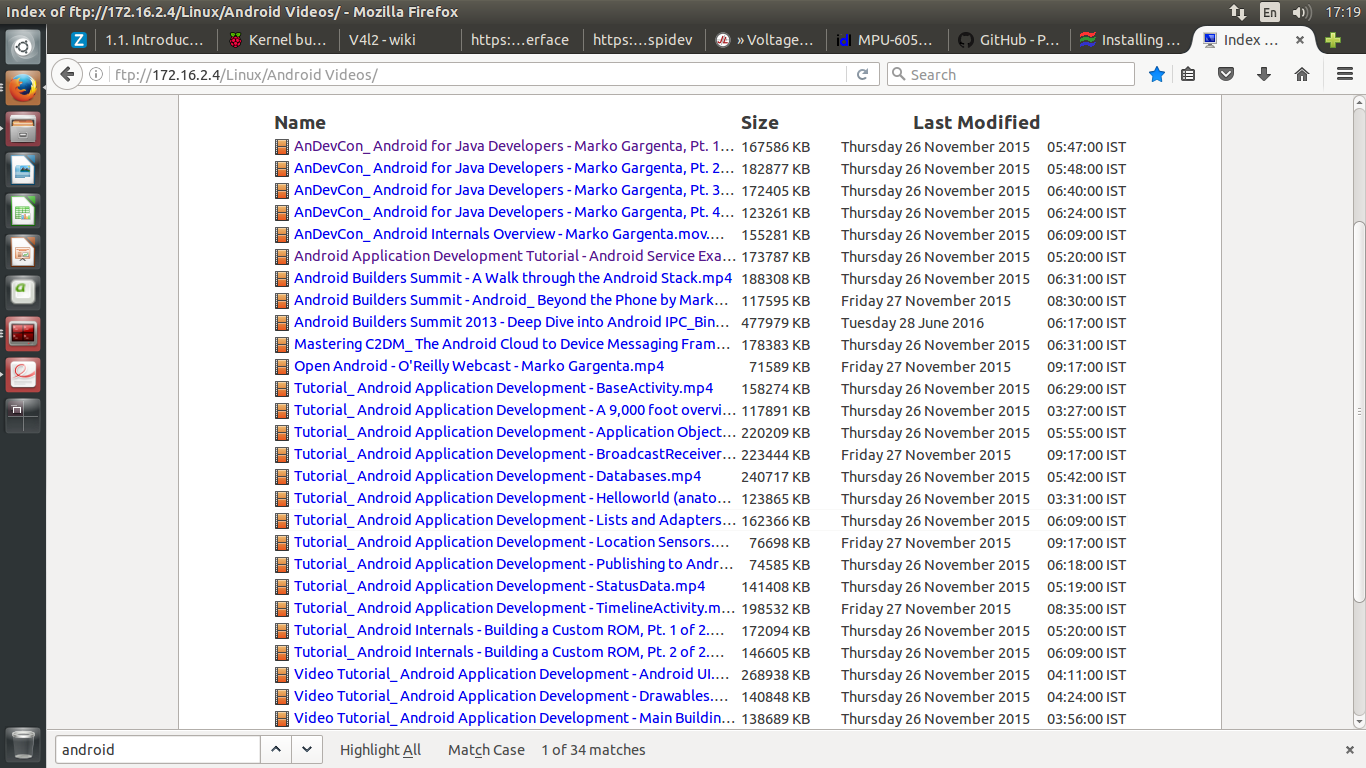 Index of ftp://172.16.2.4/Linux/Android Videos/ - Mozilla Firefox En 17:19
1.1. Introduc... Kernel bu... V4l2 - wiki https:...erface https:...spidev » Voltage... MPU-605... GitHub - P... Installing ... Index ...
ftp://172.16.2.4/Linux/Android Videos/ Search
Name Size Last Modified
AnDevCon_ Android for Java Developers - Marko Gargenta, Pt. 1... 167586 KB Thursday 26 November 2015 05:47:00 IST
AnDevCon_ Android for Java Developers - Marko Gargenta, Pt. 2... 182877 KB Thursday 26 November 2015 05:48:00 IST
AnDevCon_ Android for Java Developers - Marko Gargenta, Pt. 3... 172405 KB Thursday 26 November 2015 06:40:00 IST
AnDevCon_ Android for Java Developers - Marko Gargenta, Pt. 4... 123261 KB Thursday 26 November 2015 06:24:00 IST
AnDevCon_ Android Internals Overview - Marko Gargenta.mov.... 155281 KB Thursday 26 November 2015 06:09:00 IST
Android Application Development Tutorial - Android Service Exa... 173787 KB Thursday 26 November 2015 05:20:00 IST
Android Builders Summit - A Walk through the Android Stack.mp4 188308 KB Thursday 26 November 2015 06:31:00 IST
Android Builders Summit - Android_ Beyond the Phone by Mark... 117595 KB Friday 27 November 2015 08:30:00 IST
Android Builders Summit 2013 - Deep Dive into Android IPC_Bin... 477979 KB Tuesday 28 June 2016 06:17:00 IST
Mastering C2DM_ The Android Cloud to Device Messaging Fram... 178383 KB Thursday 26 November 2015 06:31:00 IST
Open Android - O'Reilly Webcast - Marko Gargenta.mp4 71589 KB Friday 27 November 2015 09:17:00 IST
Tutorial_ Android Application Development - BaseActivity.mp4 158274 KB Thursday 26 November 2015 06:29:00 IST
Tutorial_ Android Application Development - A 9,000 foot overvi... 117891 KB Thursday 26 November 2015 03:27:00 IST
Tutorial_ Android Application Development - Application Object... 220209 KB Thursday 26 November 2015 05:55:00 IST
Tutorial_ Android Application Development - BroadcastReceiver... 223444 KB Friday 27 November 2015 09:17:00 IST
Tutorial_ Android Application Development - Databases.mp4 240717 KB Thursday 26 November 2015 05:42:00 IST
Tutorial_ Android Application Development - Helloworld (anato... 123865 KB Thursday 26 November 2015 03:31:00 IST
Tutorial_ Android Application Development - Lists and Adapters... 162366 KB Thursday 26 November 2015 06:09:00 IST
Tutorial_ Android Application Development - Location Sensors.... 76698 KB Friday 27 November 2015 09:17:00 IST
Tutorial_ Android Application Development - Publishing to Andr... 74585 KB Thursday 26 November 2015 06:18:00 IST
Tutorial_ Android Application Development - StatusData.mp4 141408 KB Thursday 26 November 2015 05:19:00 IST
Tutorial_ Android Application Development - TimelineActivity.m... 198532 KB Friday 27 November 2015 08:35:00 IST
Tutorial_ Android Internals - Building a Custom ROM, Pt. 1 of 2.... 172094 KB Thursday 26 November 2015 05:20:00 IST
Tutorial_ Android Internals - Building a Custom ROM, Pt. 2 of 2.... 146605 KB Thursday 26 November 2015 06:09:00 IST
Video Tutorial_ Android Application Development - Android UI.... 268938 KB Thursday 26 November 2015 04:11:00 IST
Video Tutorial_ Android Application Development - Drawables.... 140848 KB Thursday 26 November 2015 04:24:00 IST
Video Tutorial_ Android Application Development - Main Buildin... 138689 KB Thursday 26 November 2015 03:56:00 IST
android Highlight All Match Case 1 of 34 matches